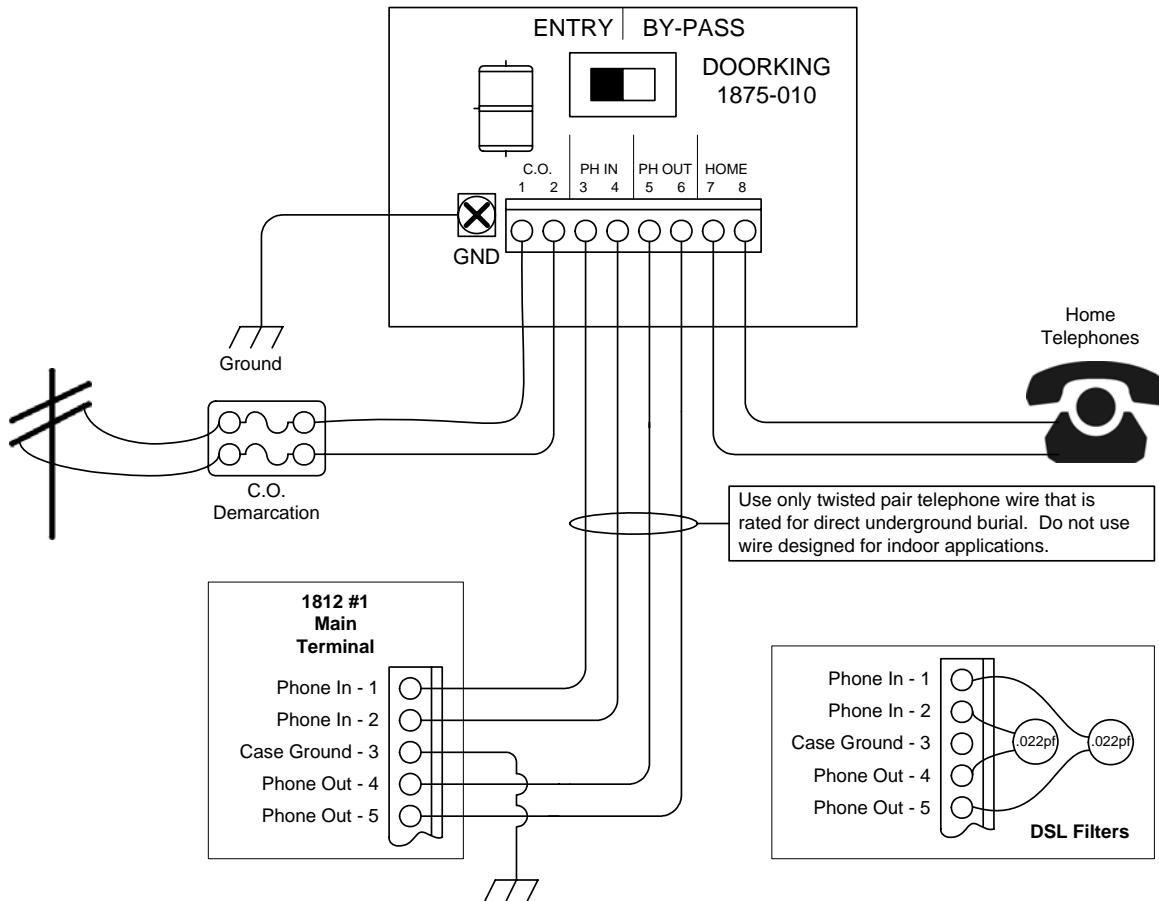 ENTRY BY-PASS
DOORKING
1875-010
C.O. PH IN PH OUT HOME
1 2 3 4 5 6 7 8
GND
Ground
Home
Telephones
C.O.
Demarcation
Use only twisted pair telephone wire that is
rated for direct underground burial. Do not use
wire designed for indoor applications.
1812 #1
Main
Terminal
Phone In - 1
Phone In - 2
Case Ground - 3
Phone Out - 4
Phone Out - 5
Phone In - 1
Phone In - 2
Case Ground - 3
Phone Out - 4
Phone Out - 5
.022pf
.022pf
DSL Filters